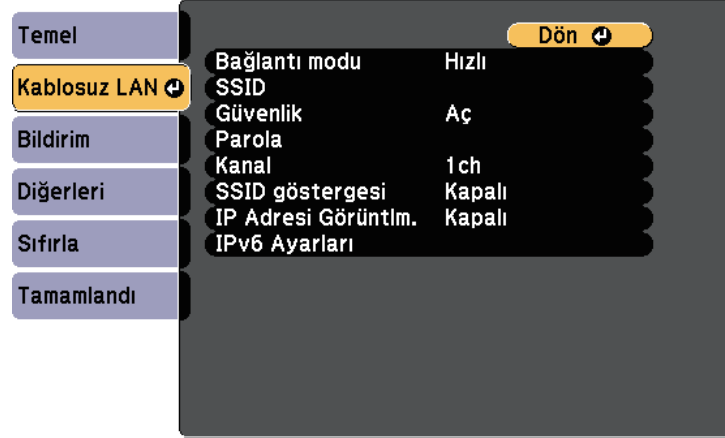 Temel
Kablosuz LAN
Bildirim
Diğerleri
Sıfırla
Tamamlandı
Dön
Bağlantı modu Hızlı
SSID
Güvenlik Aç
Parola
Kanal 1ch
SSID göstergesi Kapalı
IP Adresi Görüntlm. Kapalı
IPv6 Ayarları